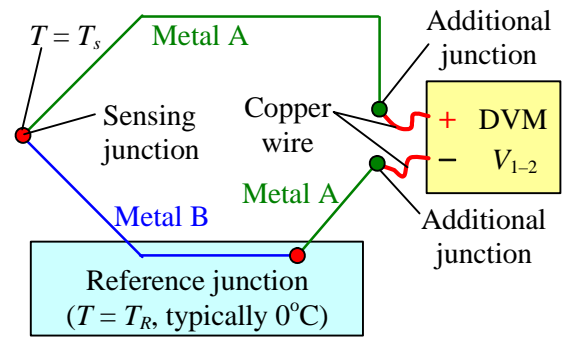 T = Ts
Metal A
Additional
junction
Sensing
junction
Copper
wire
+ DVM
− V1–2
Metal B
Metal A
Additional
junction
Reference junction
(T = TR, typically 0°C)